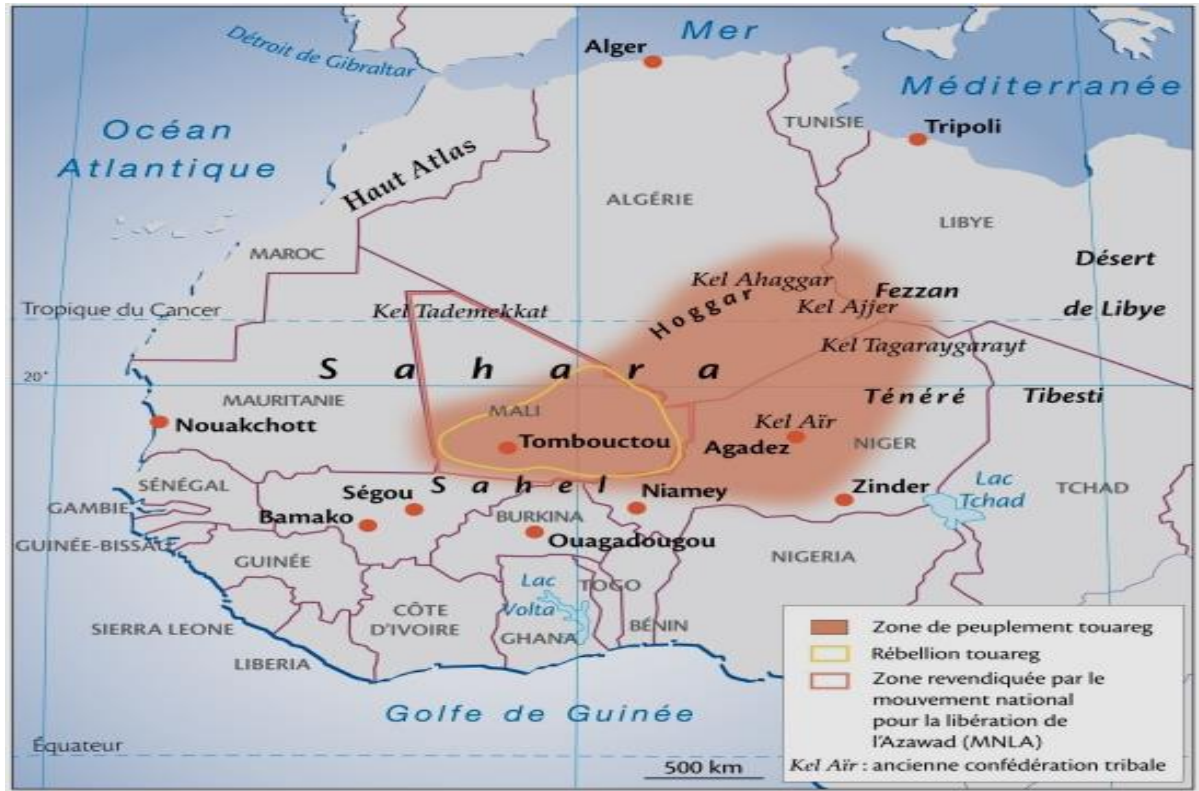 Mer
Méditerranée
Détroit de Gibraltar
Alger
Océan
Atlantique
TUNISIE
Tripoli
Haut Atlas
ALGÉRIE
LIBYE
MAROC
Désert
de Libye
Kel Ahaggar
Fezzan
Hoggar
Kel Ajjer
Tropique du Cancer
Kel Tademekkat
Kel Tagaraygarayt
Sahara
20°
MAURITANIE
MALI
Ténéré
Tibesti
Nouakchott
Kel Aïr
Tombouctou
Agadez
NIGER
SÉNÉGAL
Ségou
Sahel
Niamey
Zinder
Lac
Tchad
TCHAD
GAMBIE
Bamako
BURKINA
Ouagadougou
GUINÉE-BISSAU
GUINÉE
NIGERIA
Lac
Volta
TOGO
CÔTE
D'IVOIRE
GHANA
BÉNIN
SIERRA LEONE
LIBERIA
Golfe de Guinée
Équateur
500 km
Zone de peuplement touareg
Rébellion touareg
Zone revendiquée par le
mouvement national
pour la libération de
l'Azawad (MNLA)
Kel Aïr : ancienne confédération tribale